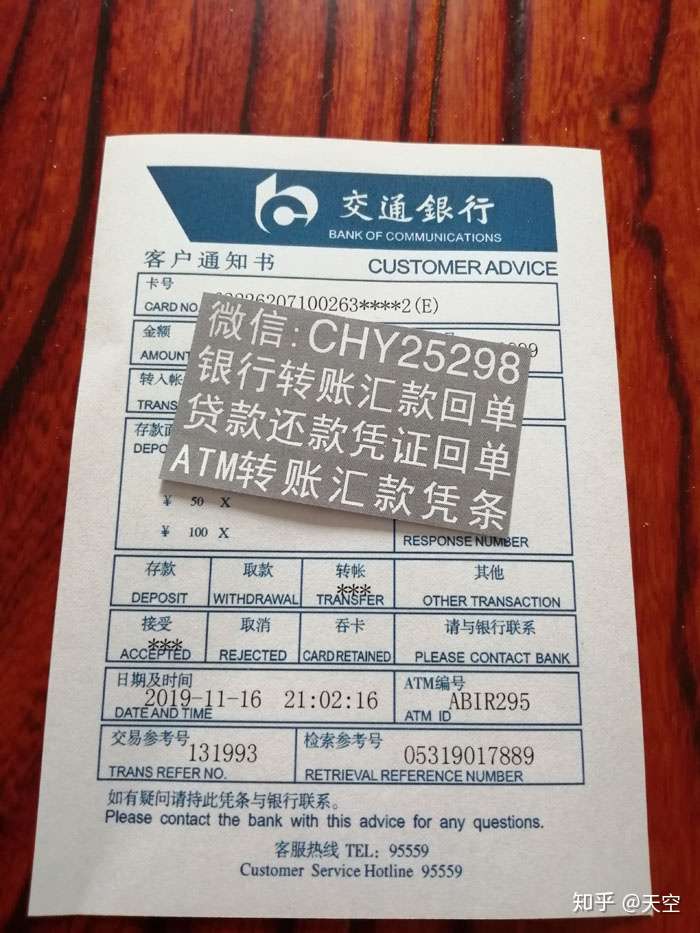 交通銀行
BANK OF COMMUNICATIONS
客户通知书 CUSTOMER ADVICE
卡号
CARD NO. 6207100263****2(E)
金额
AMOUNT
转入帐
TRANS
微信:CHY25298
银行转账汇款回单
贷款还款凭证回单
ATM转账汇款凭条
存款
DEPO
¥ 50 X
¥ 100 X
RESPONSE NUMBER
存款 取款 转帐 其他
*** 
DEPOSIT WITHDRAWAL TRANSFER OTHER TRANSACTION
接受 取消 吞卡 请与银行联系
***
ACCEPTED REJECTED CARD RETAINED PLEASE CONTACT BANK
日期及时间 ATM编号
2019-11-16 21:02:16 ABIR295
DATE AND TIME ATM ID
交易参考号 检索参考号
131993 05319017889
TRANS REFER NO. RETRIEVAL REFERENCE NUMBER
如有疑问请持此凭条与银行联系。
Please contact the bank with this advice for any questions.
客服热线 TEL: 95559
Customer Service Hotline 95559
知乎 @天空